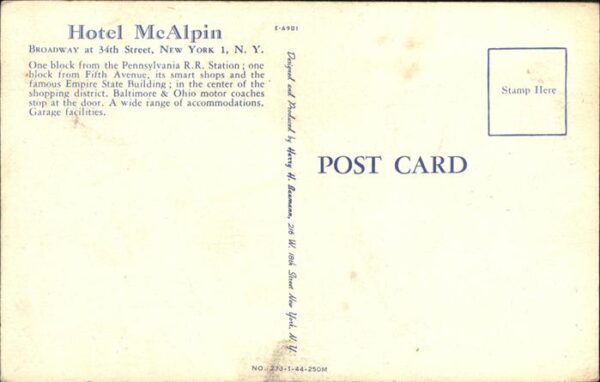 Hotel McAlpin
BROADWAY at 34th Street, NEW YORK 1, N. Y.
One block from the Pennsylvania R.R. Station; one
block from Fifth Avenue, its smart shops and the
famous Empire State Building; in the center of the
shopping district. Baltimore & Ohio motor coaches
stop at the door. A wide range of accommodations.
Garage facilities.
E-6901
Designed and Produced by Harry H. Baumann, 216 W. 18th Street New York, N.Y.
Stamp Here
POST CARD
NO. 273-1-44-250M